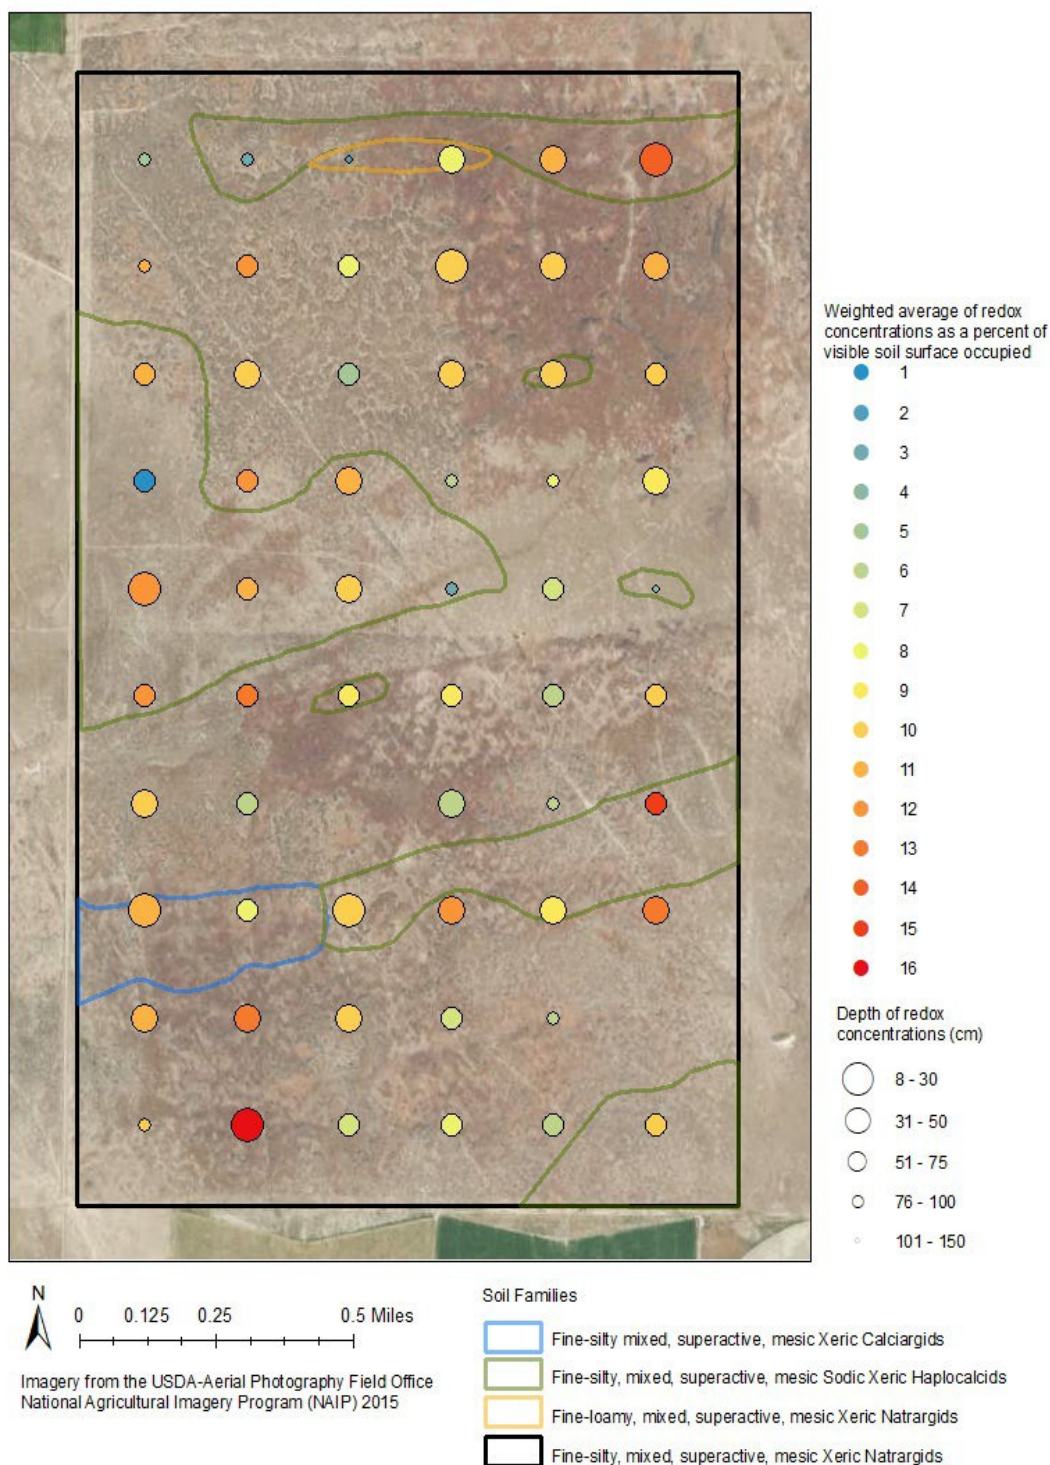 Weighted average of redox
concentrations as a percent of
visible soil surface occupied
1
2
3
4
5
6
7
8
9
10
11
12
13
14
15
16
Depth of redox
concentrations (cm)
8 - 30
31 - 50
51 - 75
76 - 100
101 - 150
N
0 0.125 0.25 0.5 Miles
Imagery from the USDA-Aerial Photography Field Office
National Agricultural Imagery Program (NAIP) 2015
Soil Families
Fine-silty mixed, superactive, mesic Xeric Calciargids
Fine-silty, mixed, superactive, mesic Sodic Xeric Haplocalcids
Fine-loamy, mixed, superactive, mesic Xeric Natrargids
Fine-silty, mixed, superactive, mesic Xeric Natrargids